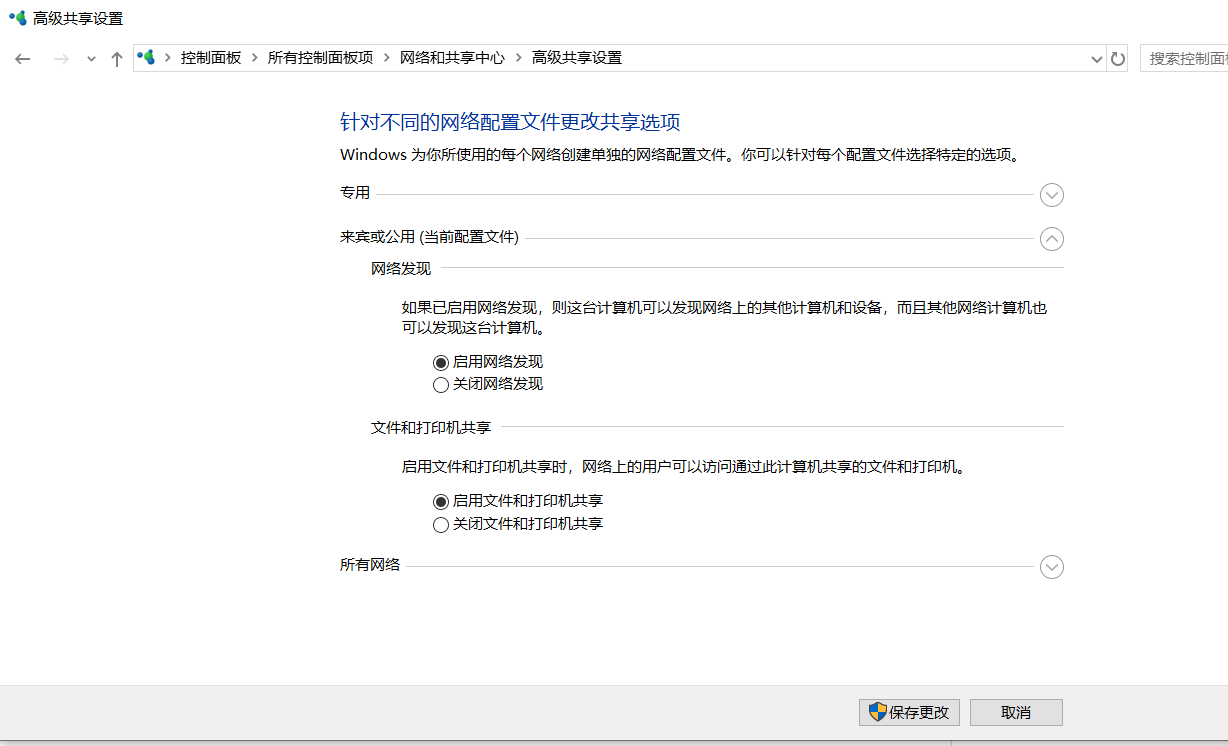 高级共享设置
控制面板 所有控制面板项 网络和共享中心 高级共享设置
搜索控制面
针对不同的网络配置文件更改共享选项
Windows 为你所使用的每个网络创建单独的网络配置文件。你可以针对每个配置文件选择特定的选项。
专用
来宾或公用 (当前配置文件)
网络发现
如果已启用网络发现，则这台计算机可以发现网络上的其他计算机和设备，而且其他网络计算机也
可以发现这台计算机。
启用网络发现
关闭网络发现
文件和打印机共享
启用文件和打印机共享时，网络上的用户可以访问通过此计算机共享的文件和打印机。
启用文件和打印机共享
关闭文件和打印机共享
所有网络
保存更改
取消